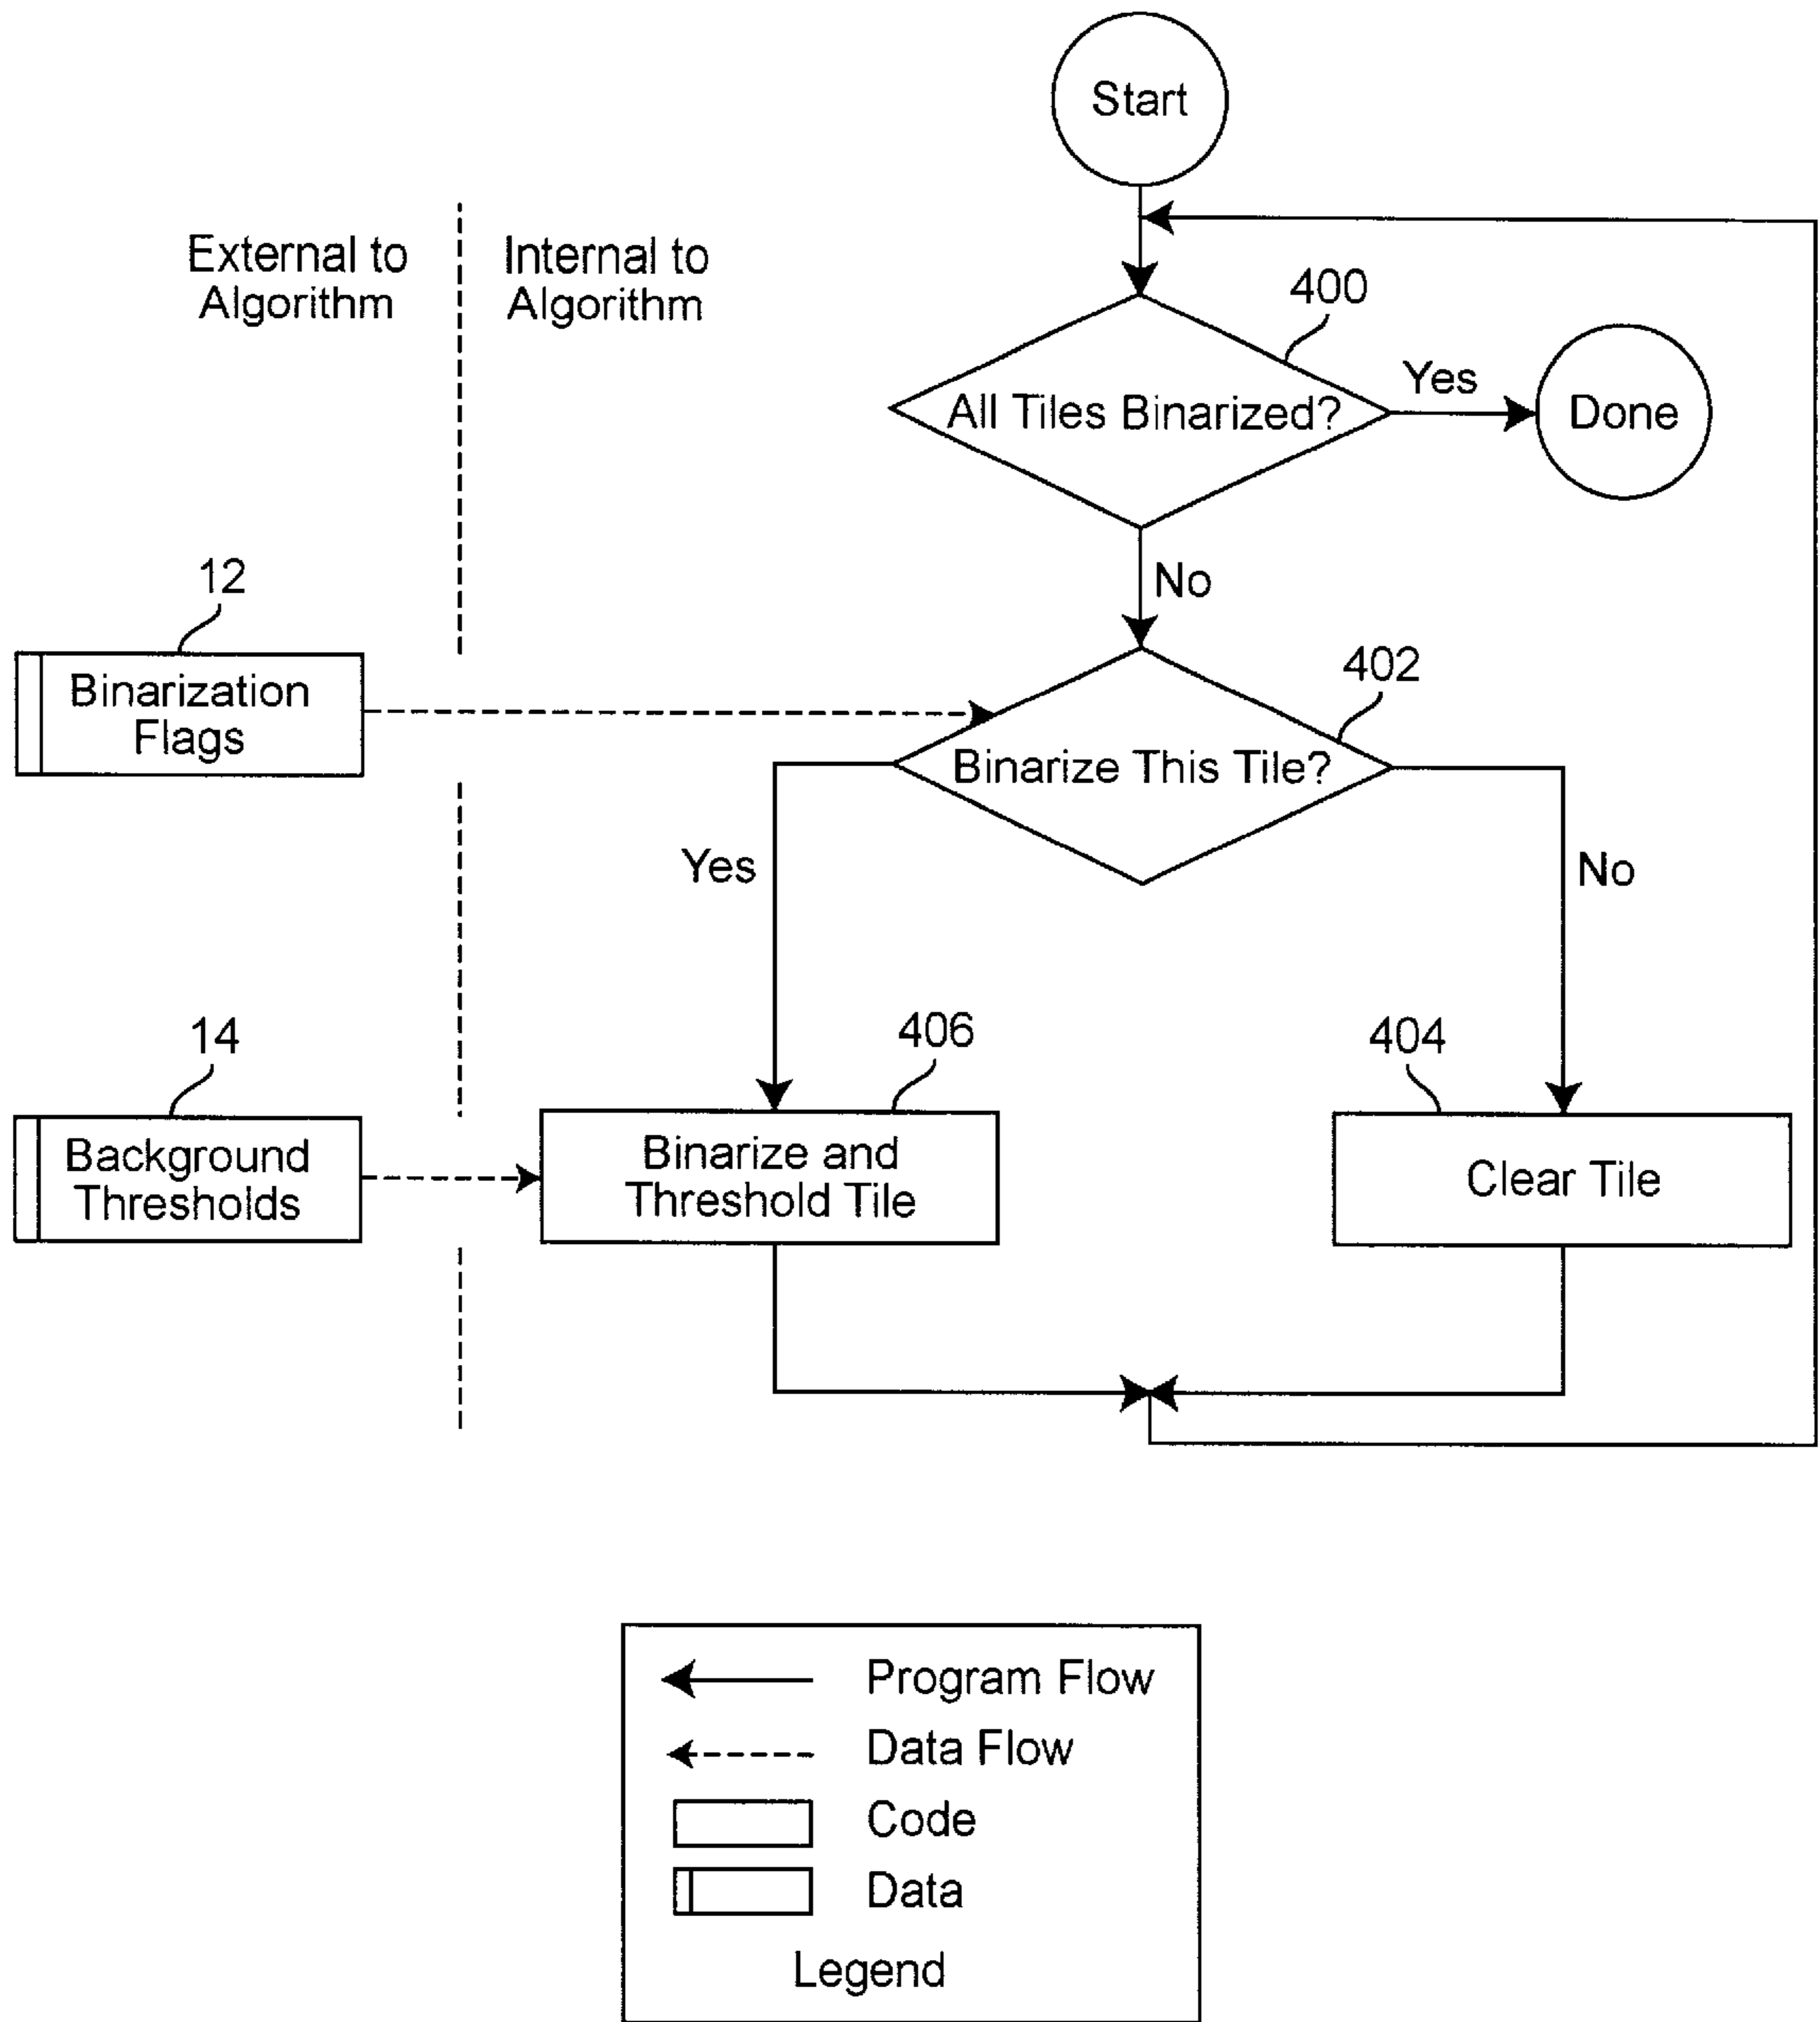 Start
External to
Algorithm
Internal to
Algorithm
400
All Tiles Binarized?
Yes
Done
No
12
Binarization
Flags
402
Binarize This Tile?
Yes
No
14
Background
Thresholds
406
Binarize and
Threshold Tile
404
Clear Tile
Program Flow
Data Flow
Code
Data
Legend